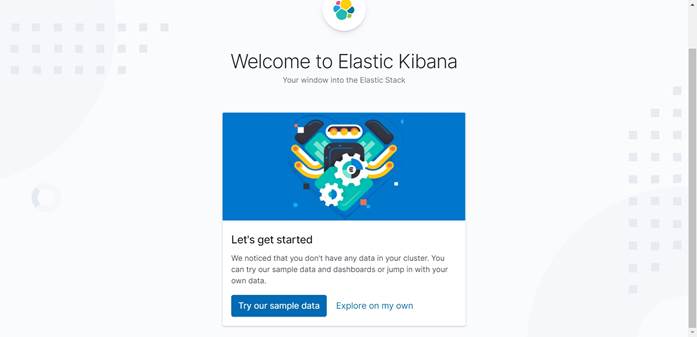 Welcome to Elastic Kibana
Your window into the Elastic Stack
Let's get started
We noticed that you don't have any data in your cluster. You
can try our sample data and dashboards or jump in with your
own data.
Try our sample data
Explore on my own